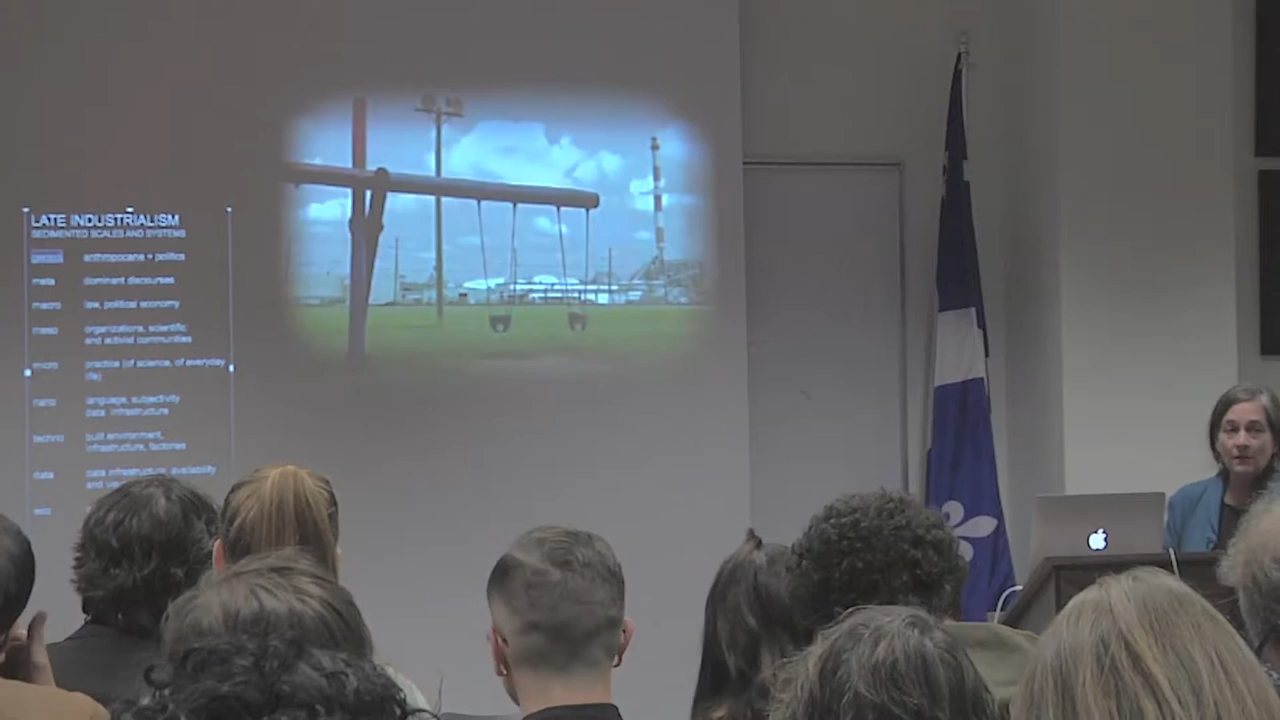 LATE INDUSTRIALISM
SEDIMENTED SCALES AND SYSTEMS
anthropocene + politics
meta dominant discourses
macro law, political economy
meso organizations, scientific
and activist communities
micro practice (of science, of everyday
life)
nano language, subjectivity
data infrastructure
techno built environment,
infrastructure, factories
data data infrastructure, availability